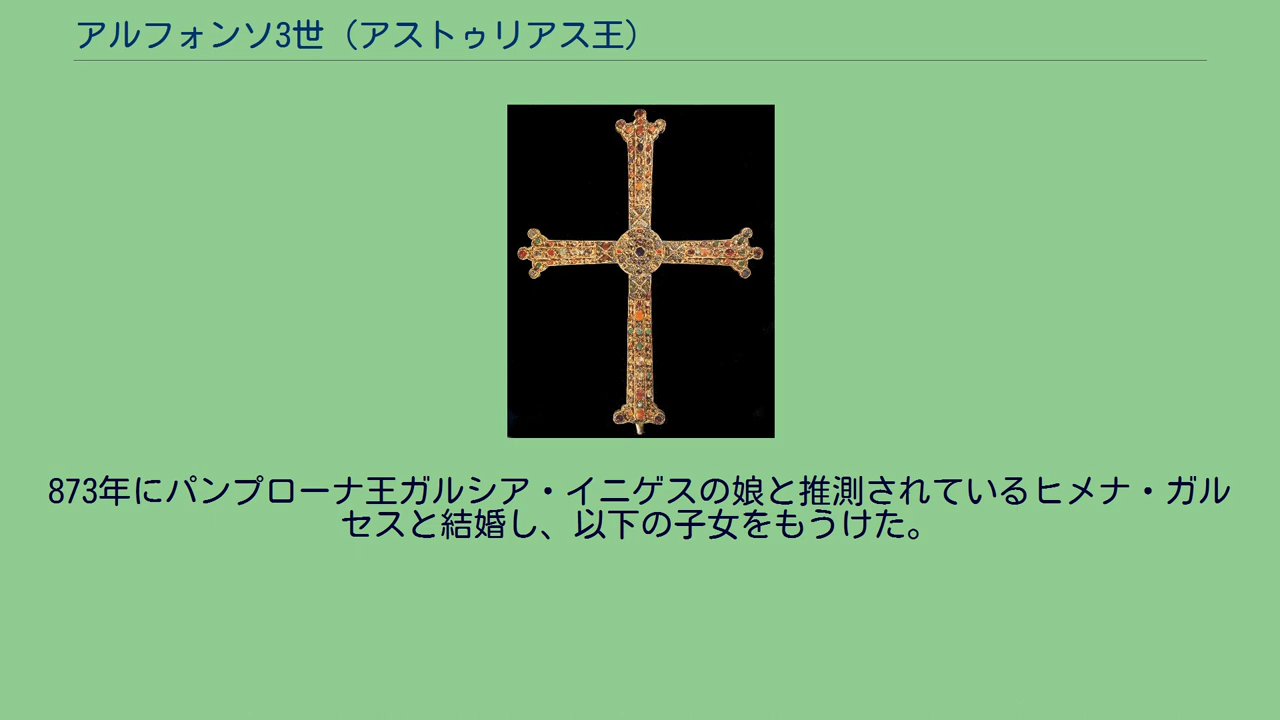 アルフォンソ3世（アストゥリアス王）
873年にパンプローナ王ガルシア・イニゲスの娘と推測されているヒメナ・ガル
セスと結婚し、以下の子女をもうけた。